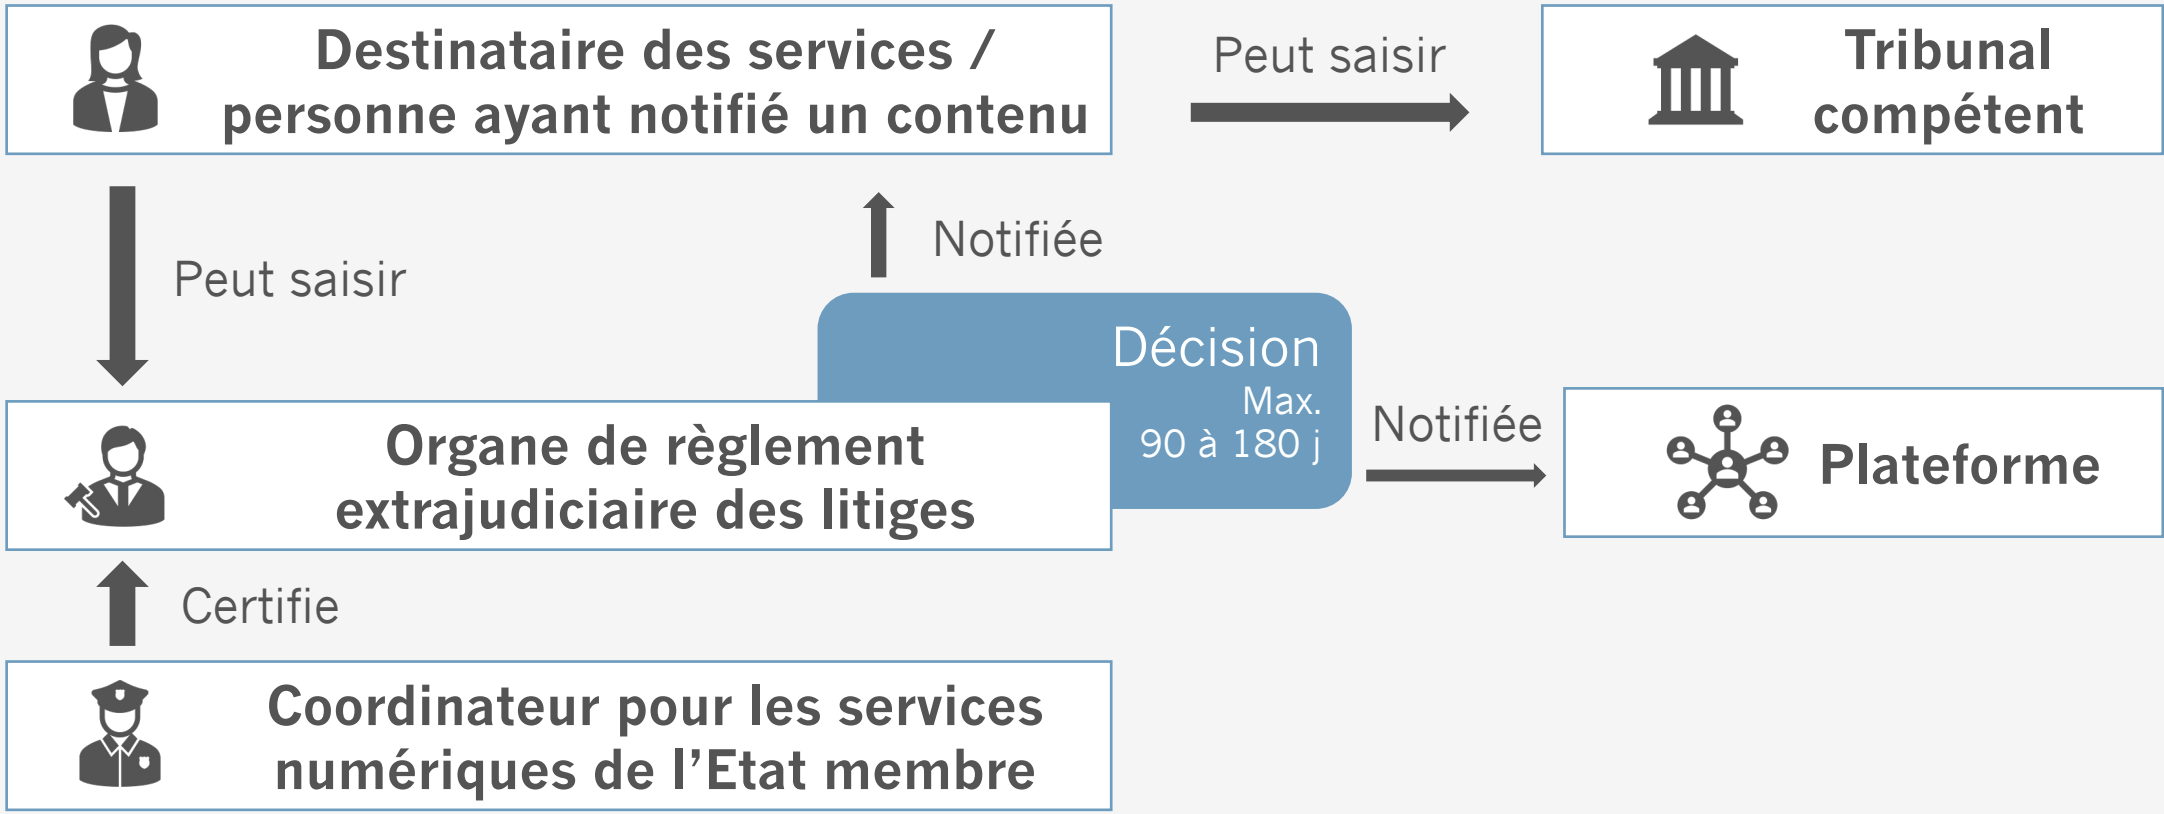 Destinataire des services /
personne ayant notifié un contenu
Peut saisir
Tribunal
compétent
Peut saisir
Notifiée
Décision
Max.
90 à 180 j
Notifiée
Plateforme
Organe de règlement
extrajudiciaire des litiges
Certifie
Coordinateur pour les services
numériques de l’Etat membre